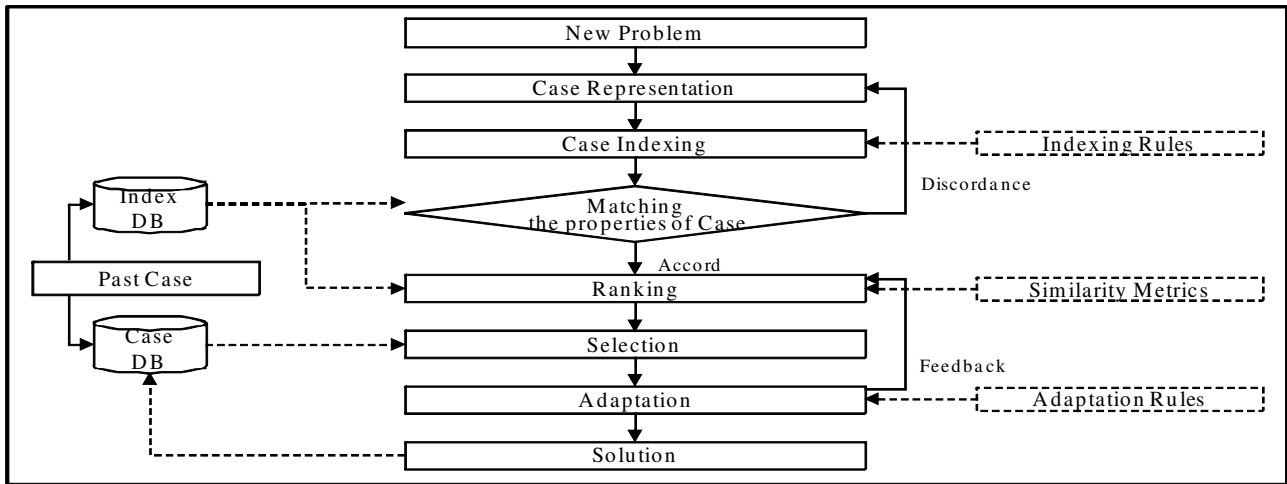 New Problem
Case Representation
Case Indexing
Indexing Rules
Discordance
Index
DB
Matching
the properties of Case
Accord
Past Case
Ranking
Similarity Metrics
Case
DB
Selection
Feedback
Adaptation
Adaptation Rules
Solution